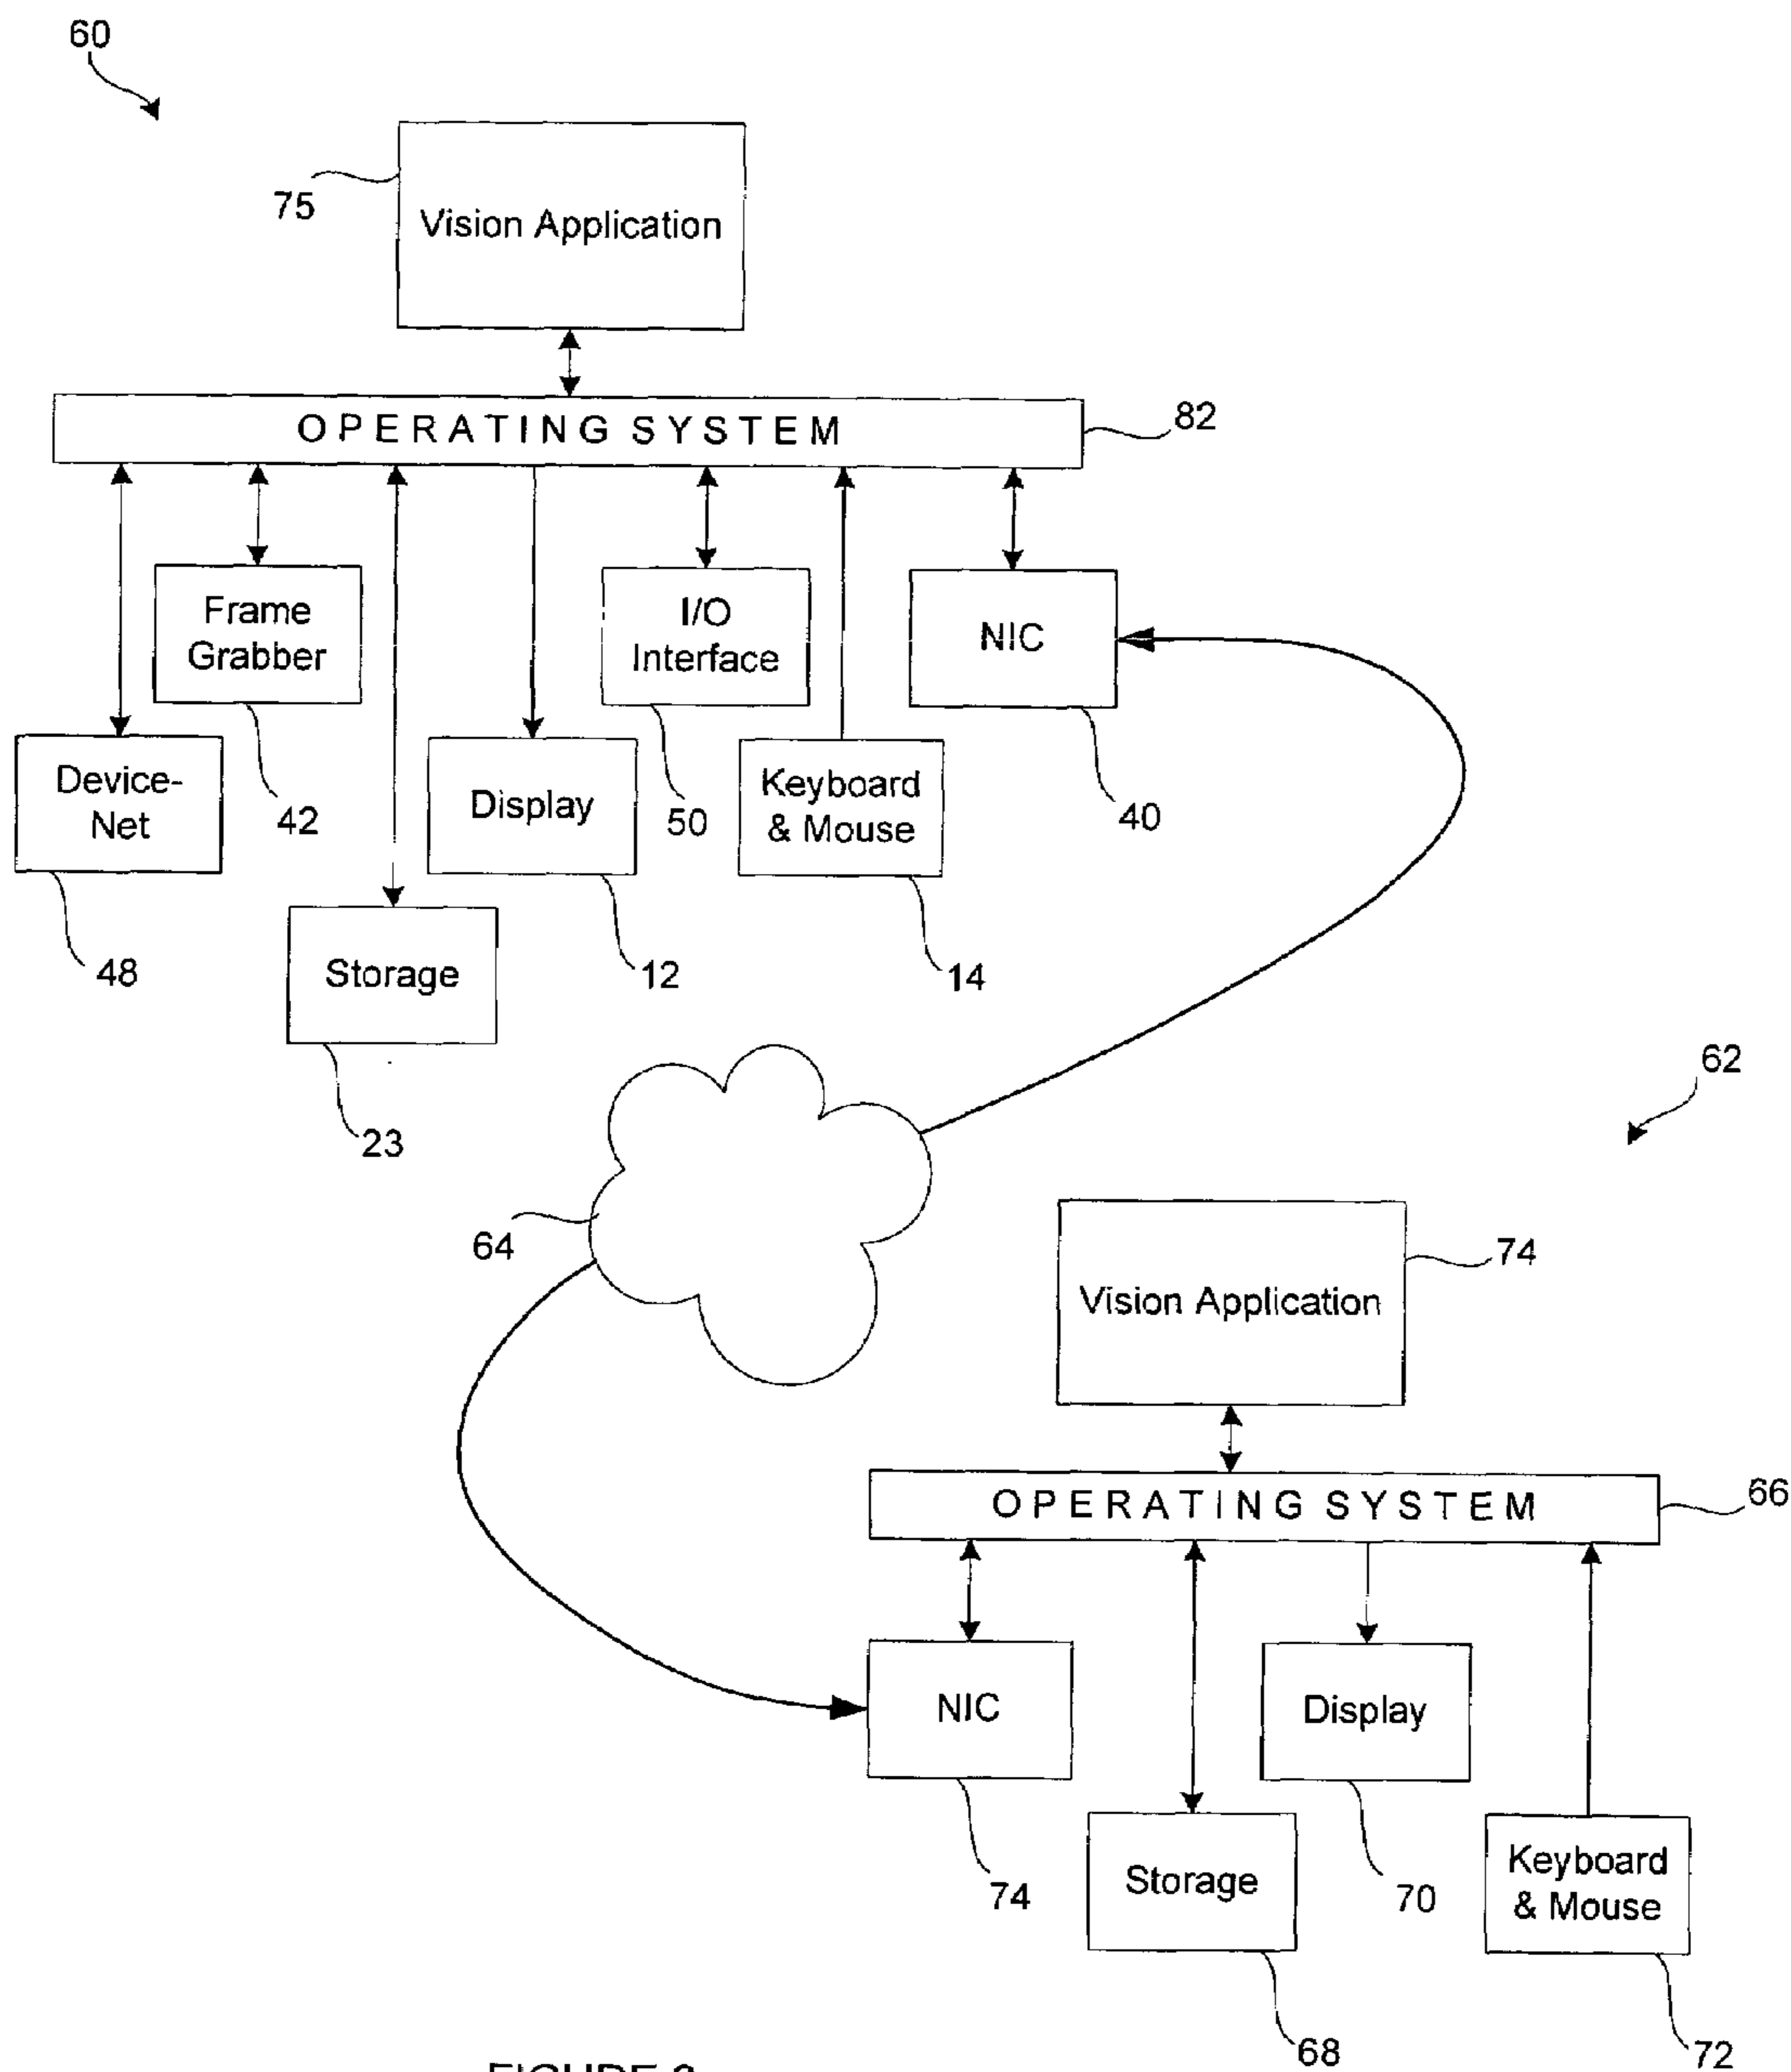 60
75
Vision Application
OPERATING SYSTEM
82
Frame
Grabber
I/O
Interface
NIC
Device-
Net
42
Display
50
Keyboard
& Mouse
40
48
Storage
12
14
23
62
64
Vision Application
74
OPERATING SYSTEM
66
NIC
Display
74
Storage
70
Keyboard
& Mouse
68
72